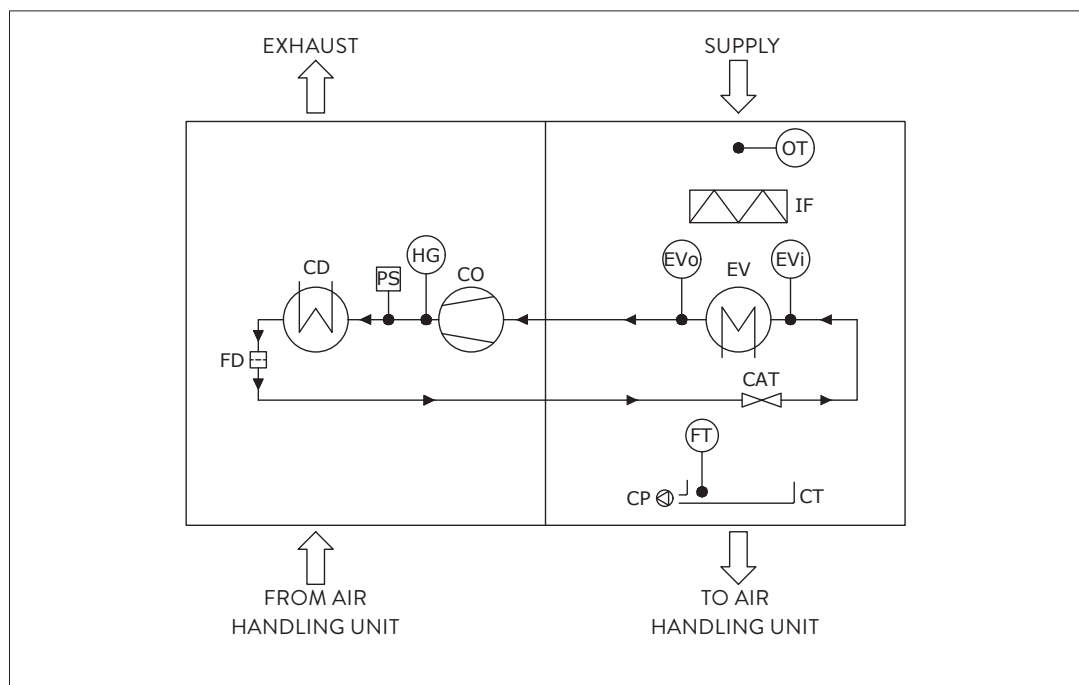 EXHAUST
SUPPLY
OT
IF
HG
EVo
EV
EVi
CD
PS
CO
FD
CAT
FT
CP
CT
FROM AIR
HANDLING UNIT
TO AIR
HANDLING UNIT